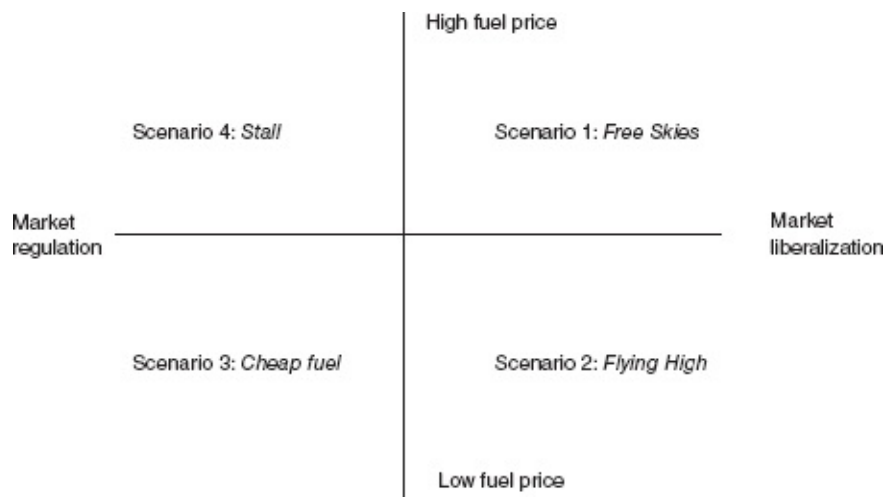 High fuel price
Scenario 4: Stall
Scenario 1: Free Skies
Market
regulation
Market
liberalization
Scenario 3: Cheap fuel
Scenario 2: Flying High
Low fuel price